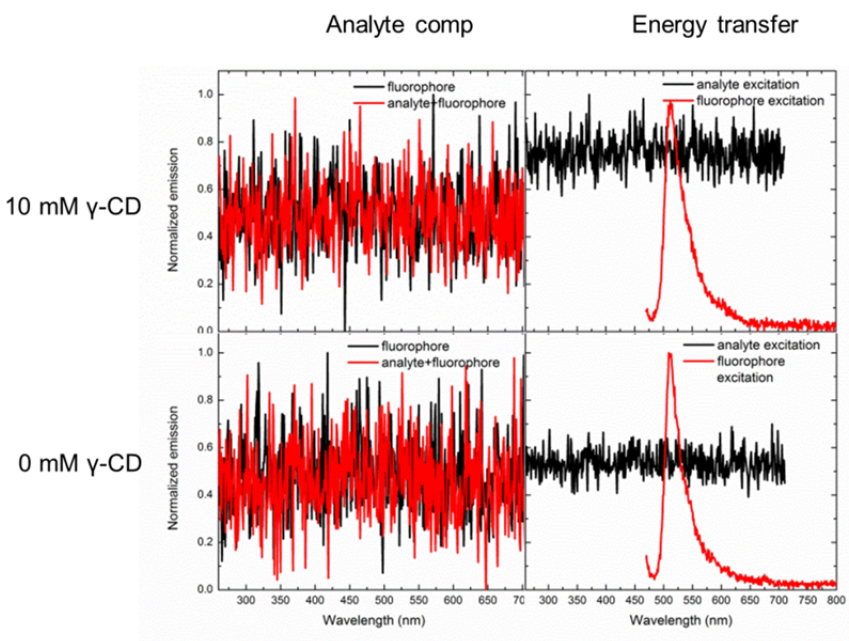 Analyte comp
Energy transfer
10 mM γ-CD
Normalized emission
1.0
0.8
0.6
0.4
0.2
0.0
fluorophore
analyte+fluorophore
analyte excitation
fluorophore excitation
0 mM γ-CD
Normalized emission
1.0
0.8
0.6
0.4
0.2
0.0
fluorophore
analyte+fluorophore
analyte excitation
fluorophore
excitation
300 350 400 450 500 550 600 650 70
300 350 400 450 500 550 600 650 700 750 800
Wavelength (nm)
Wavelength (nm)